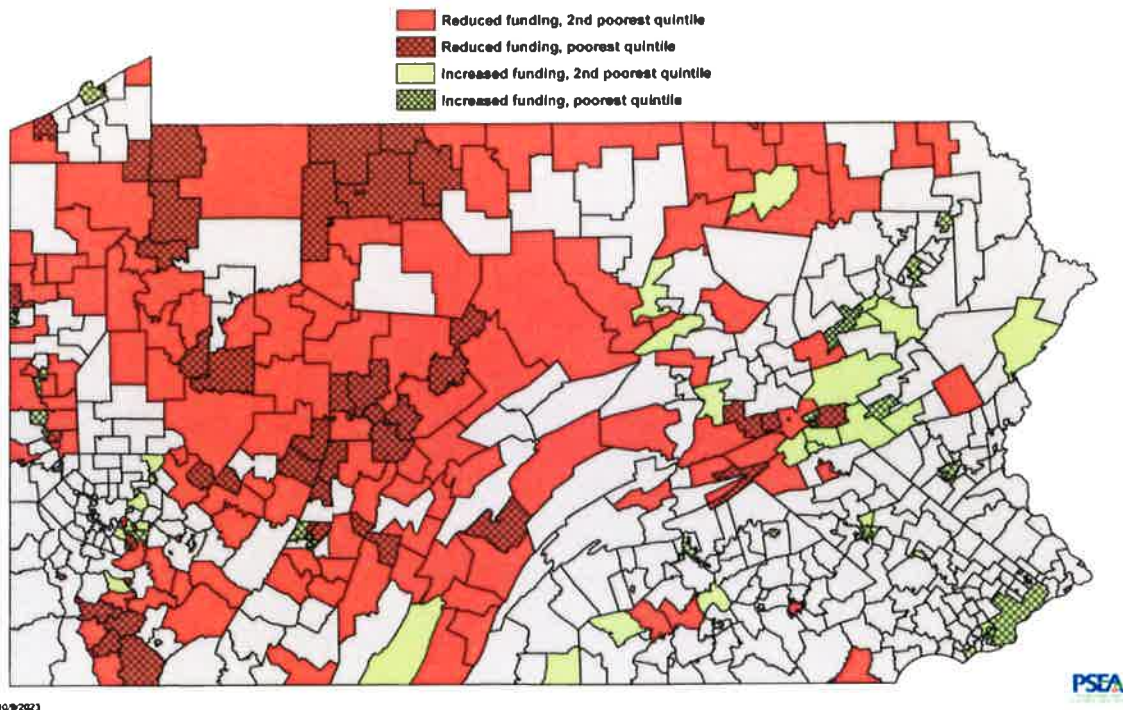 Reduced funding, 2nd poorest quintile
Reduced funding, poorest quintile
Increased funding, 2nd poorest quintile
Increased funding, poorest quintile
PSEA